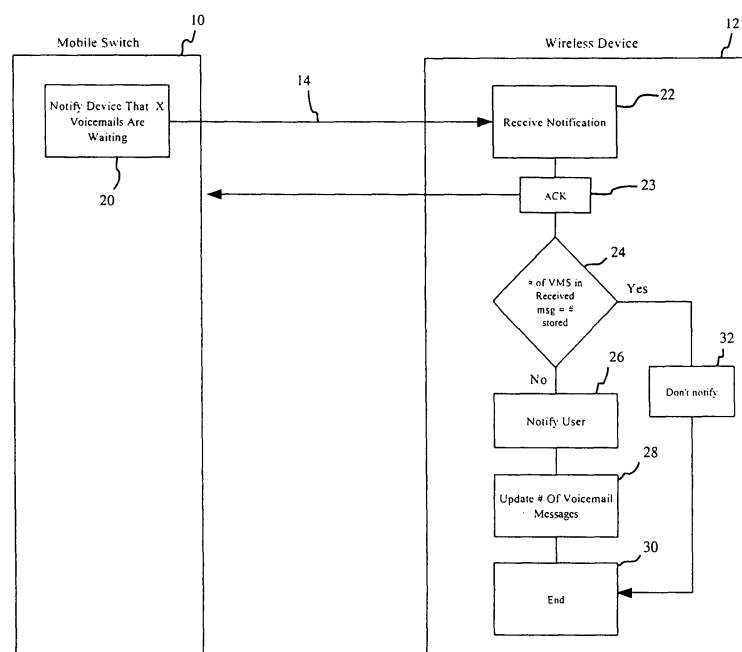 10
12
Mobile Switch
Wireless Device
14
22
Notify Device That X
Voicemails Are
Waiting
Receive Notification
20
23
ACK
24
# of VMS in
Received
msg = #
stored
Yes
32
26
No
Don't notify
Notify User
28
Update # Of Voicemail
Messages
30
End